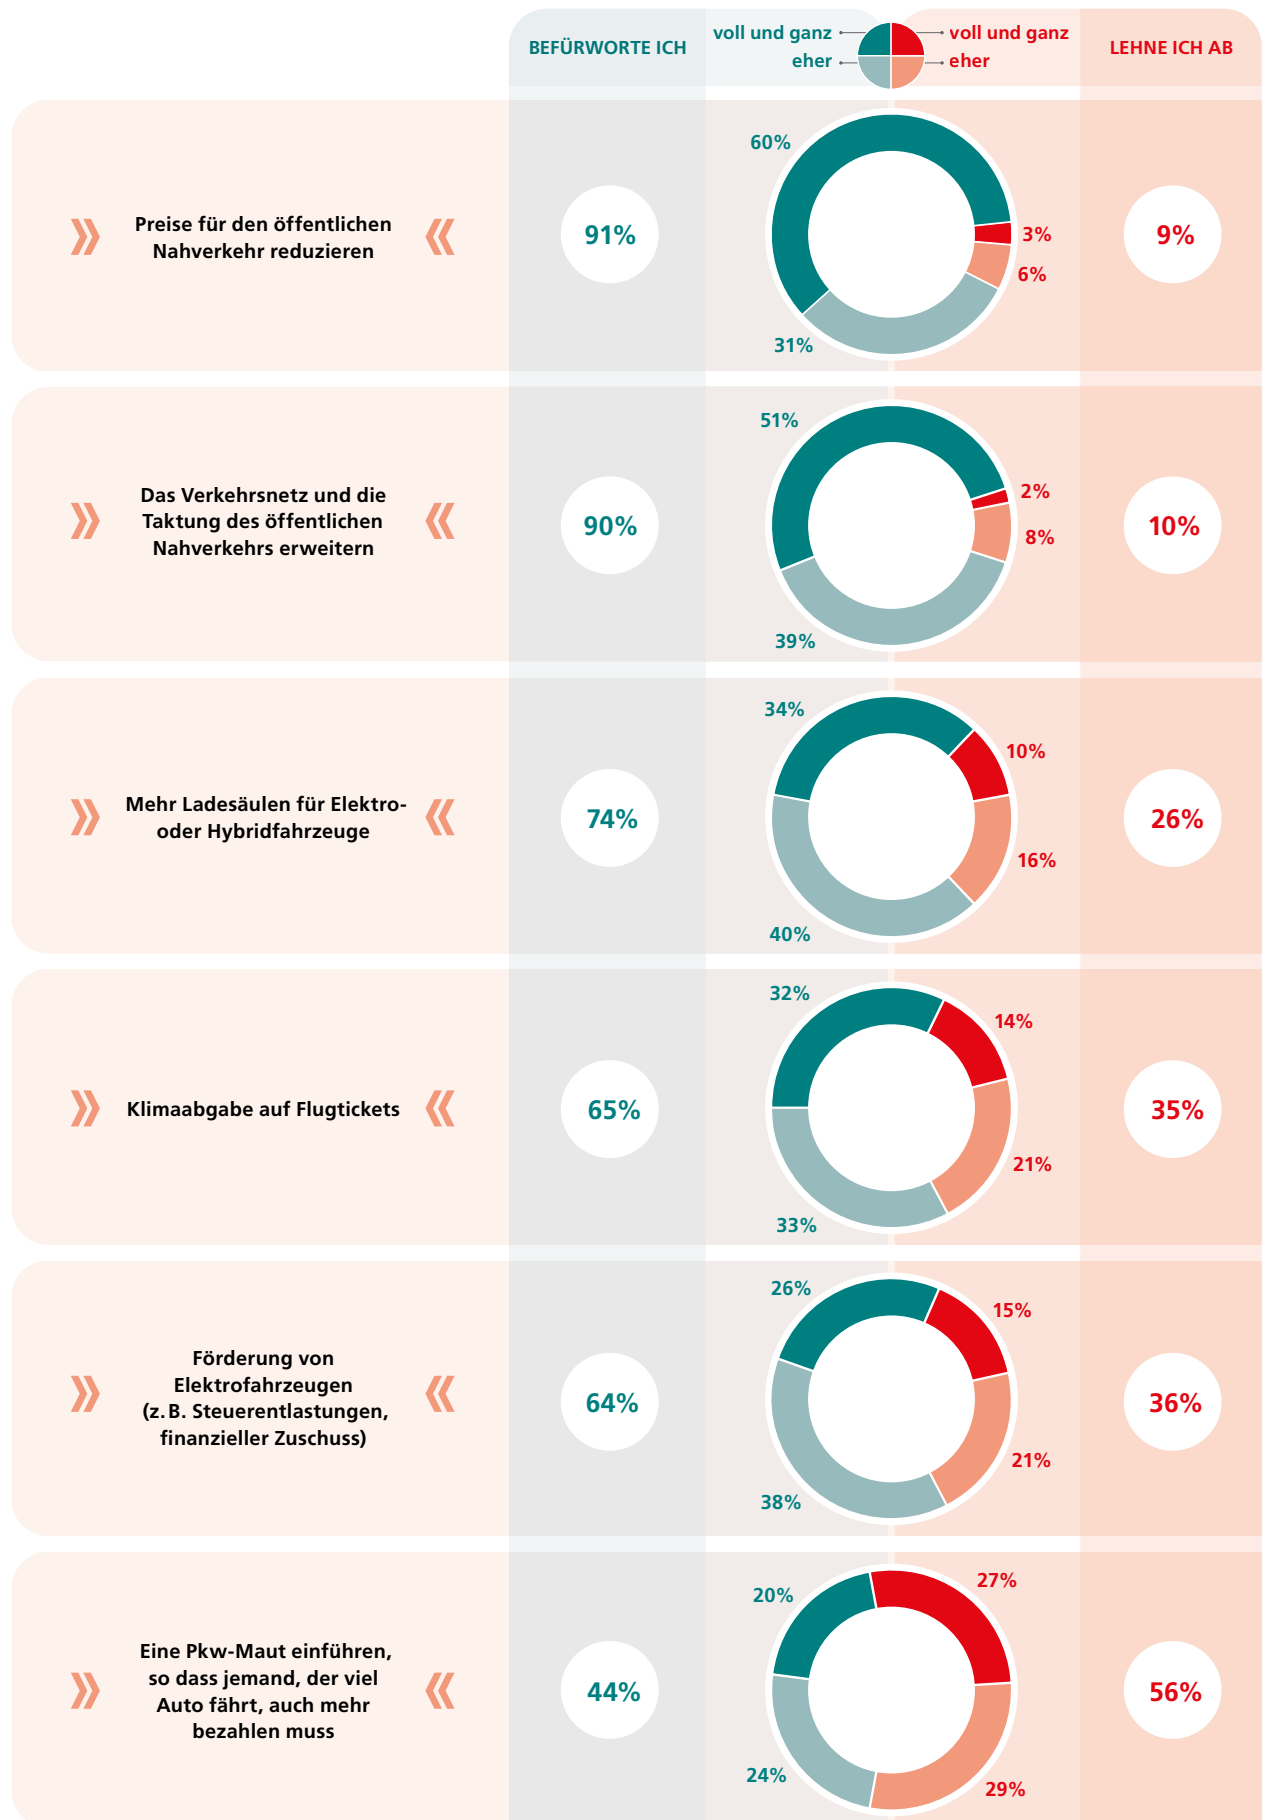 BEFÜRWORTE ICH
voll und ganz
eher
voll und ganz
eher
LEHNE ICH AB
Preise für den öffentlichen
Nahverkehr reduzieren
91%
60%
3%
6%
31%
9%
Das Verkehrsnetz und die
Taktung des öffentlichen
Nahverkehrs erweitern
90%
51%
2%
8%
39%
10%
Mehr Ladesäulen für Elektro-
oder Hybridfahrzeuge
74%
34%
10%
16%
40%
26%
Klimaabgabe auf Flugtickets
65%
32%
14%
21%
33%
35%
Förderung von
Elektrofahrzeugen
(z. B. Steuerentlastungen,
finanzieller Zuschuss)
64%
26%
15%
21%
38%
36%
Eine Pkw-Maut einführen,
so dass jemand, der viel
Auto fährt, auch mehr
bezahlen muss
44%
20%
27%
24%
29%
56%